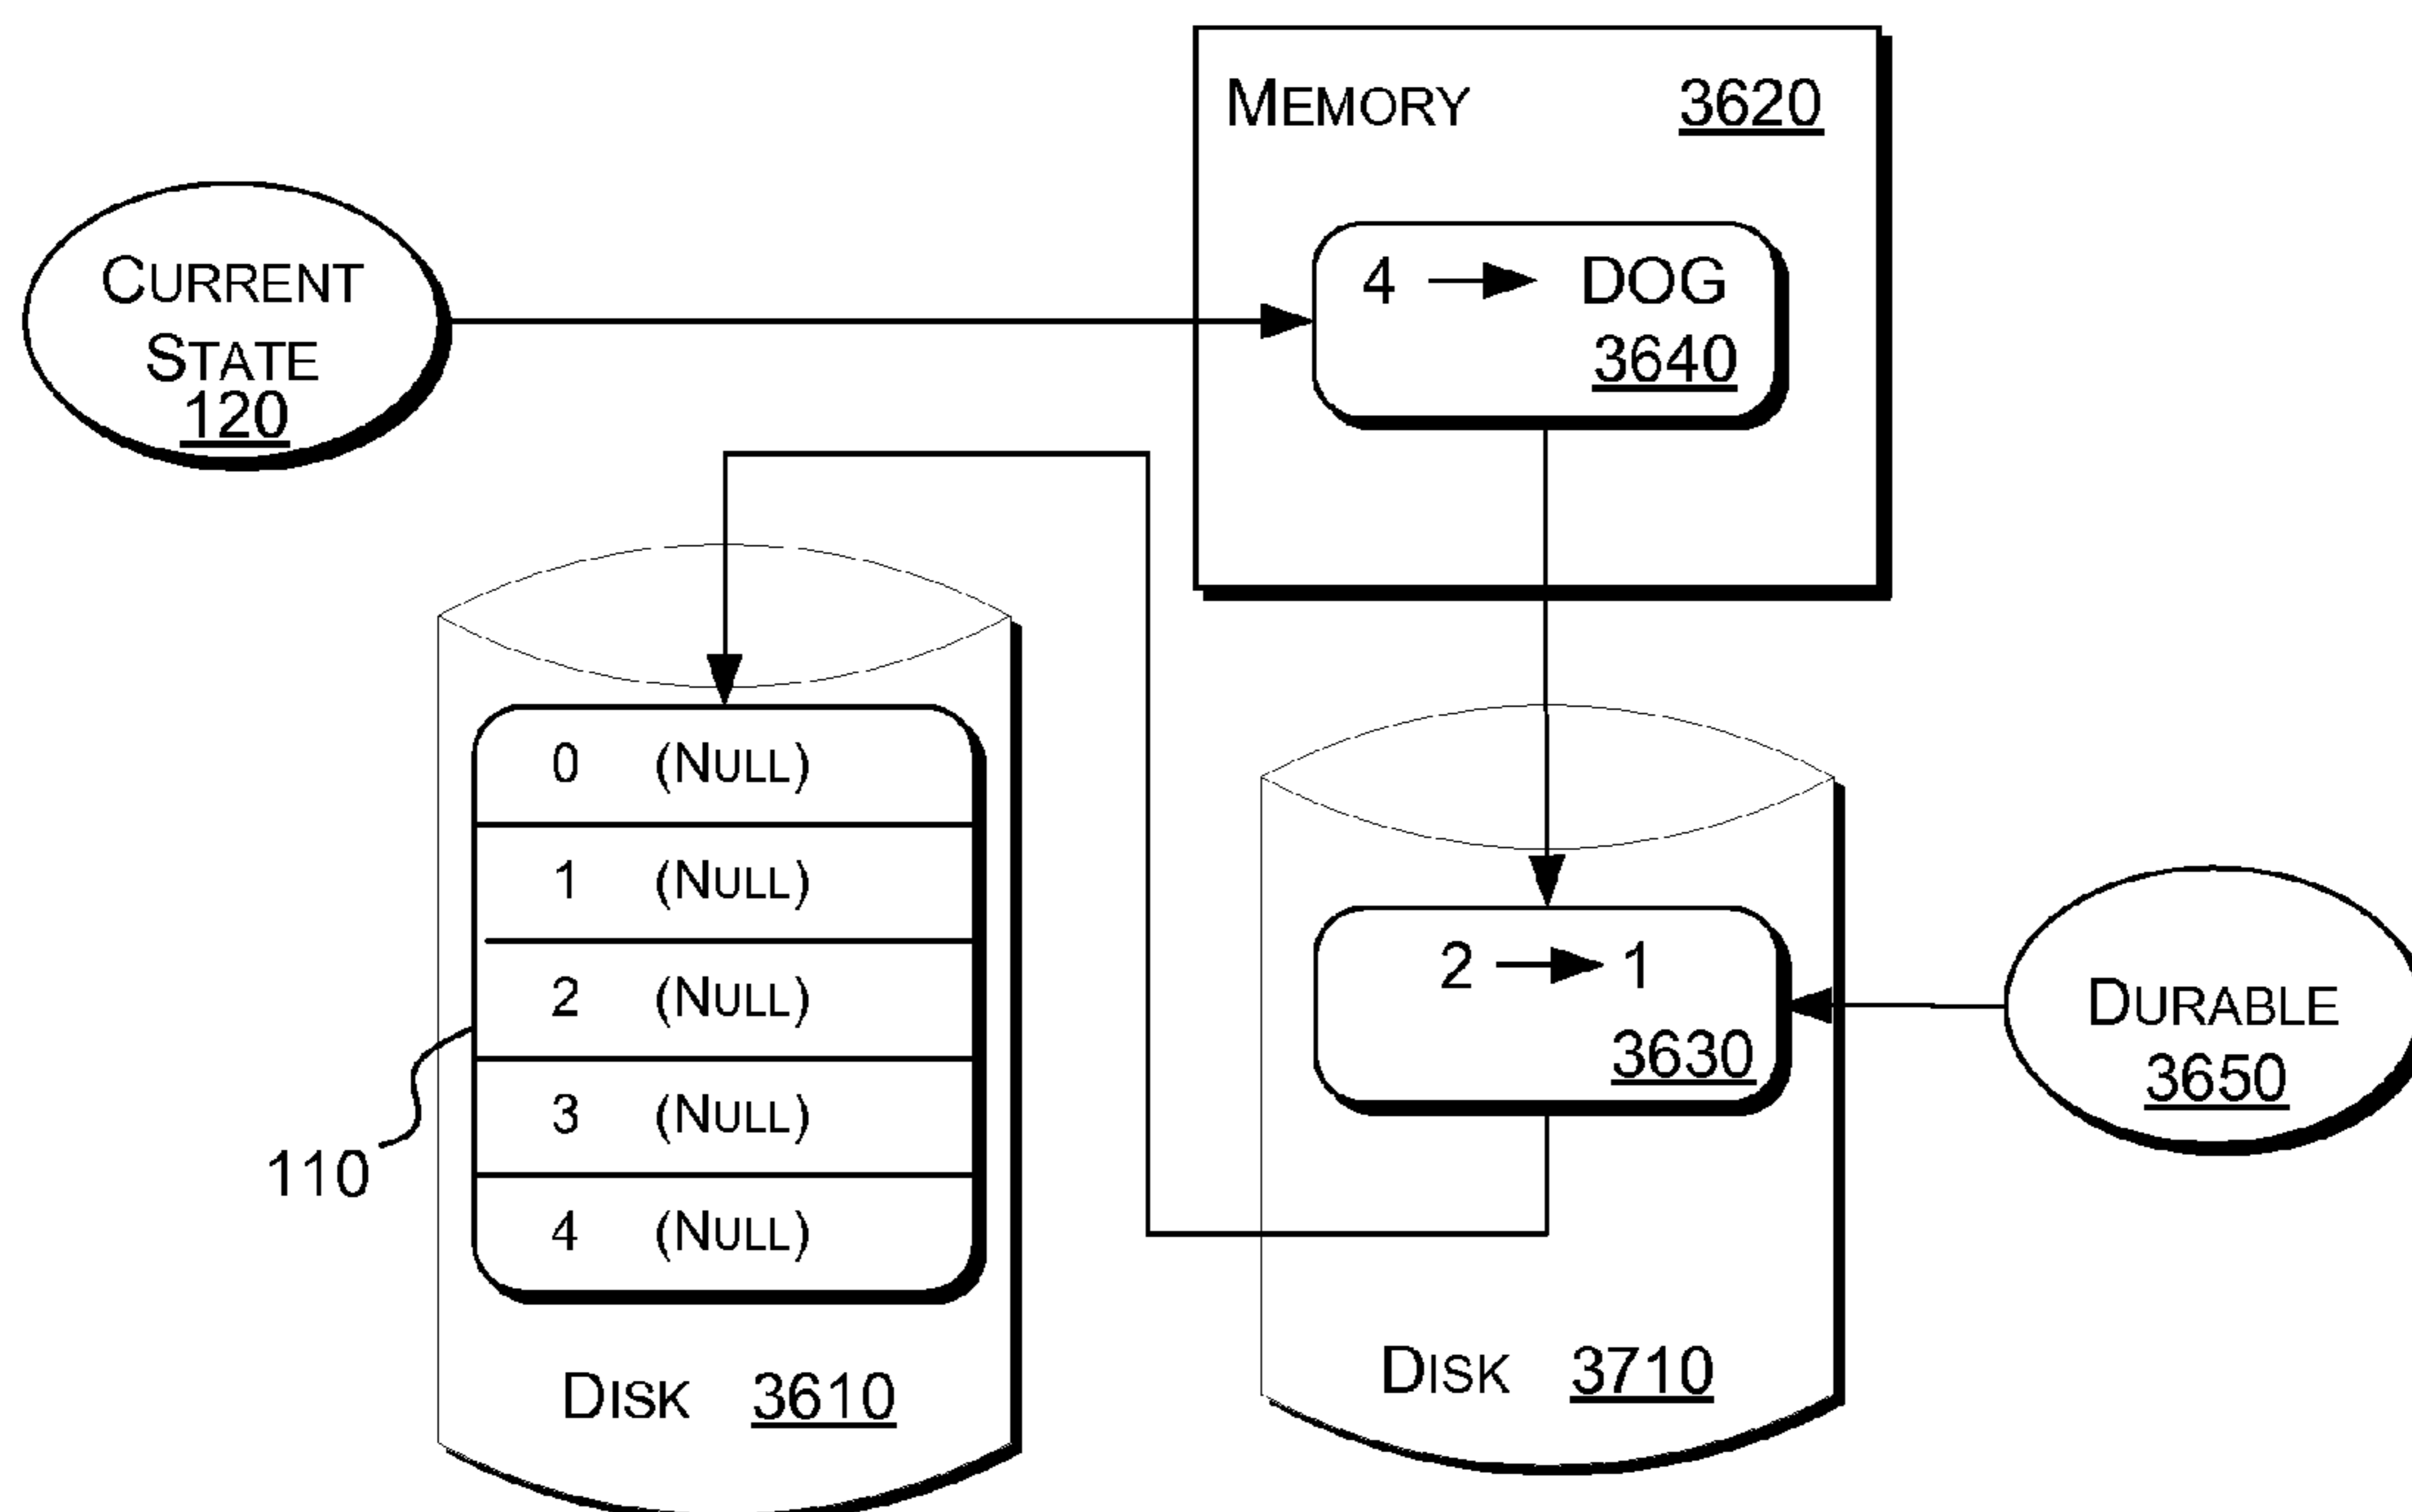 MEMORY 3620
CURRENT
STATE
120
4 → DOG
3640
0 (NULL)
1 (NULL)
2 (NULL)
3 (NULL)
4 (NULL)
110
DISK 3610
2 → 1
3630
DISK 3710
DURABLE
3650